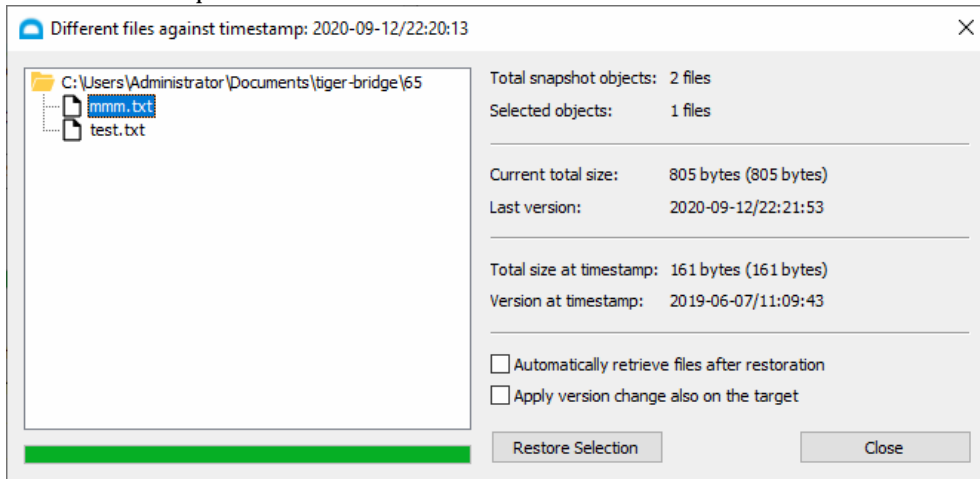 Different files against timestamp: 2020-09-12/22:20:13
C:\Users\Administrator\Documents\tiger-bridge\65
mmm.txt
test.txt
Total snapshot objects: 2 files
Selected objects: 1 files
Current total size: 805 bytes (805 bytes)
Last version: 2020-09-12/22:21:53
Total size at timestamp: 161 bytes (161 bytes)
Version at timestamp: 2019-06-07/11:09:43
Automatically retrieve files after restoration
Apply version change also on the target
Restore Selection
Close